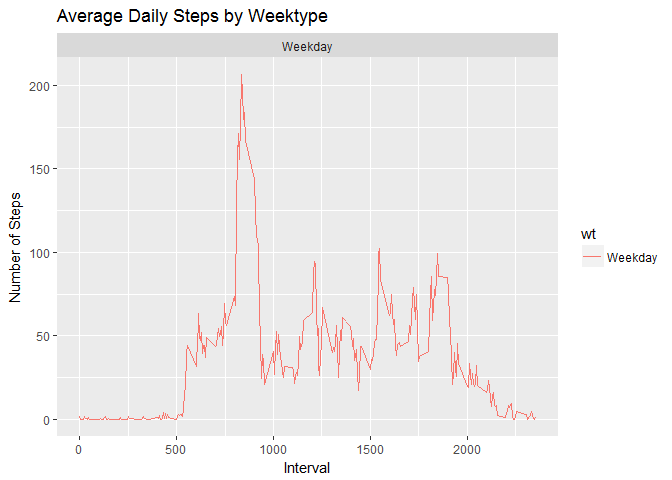 Average Daily Steps by Weektype
Weekday
200
150
100
50
0
Number of Steps
0 500 1000 1500 2000
Interval
wt
Weekday